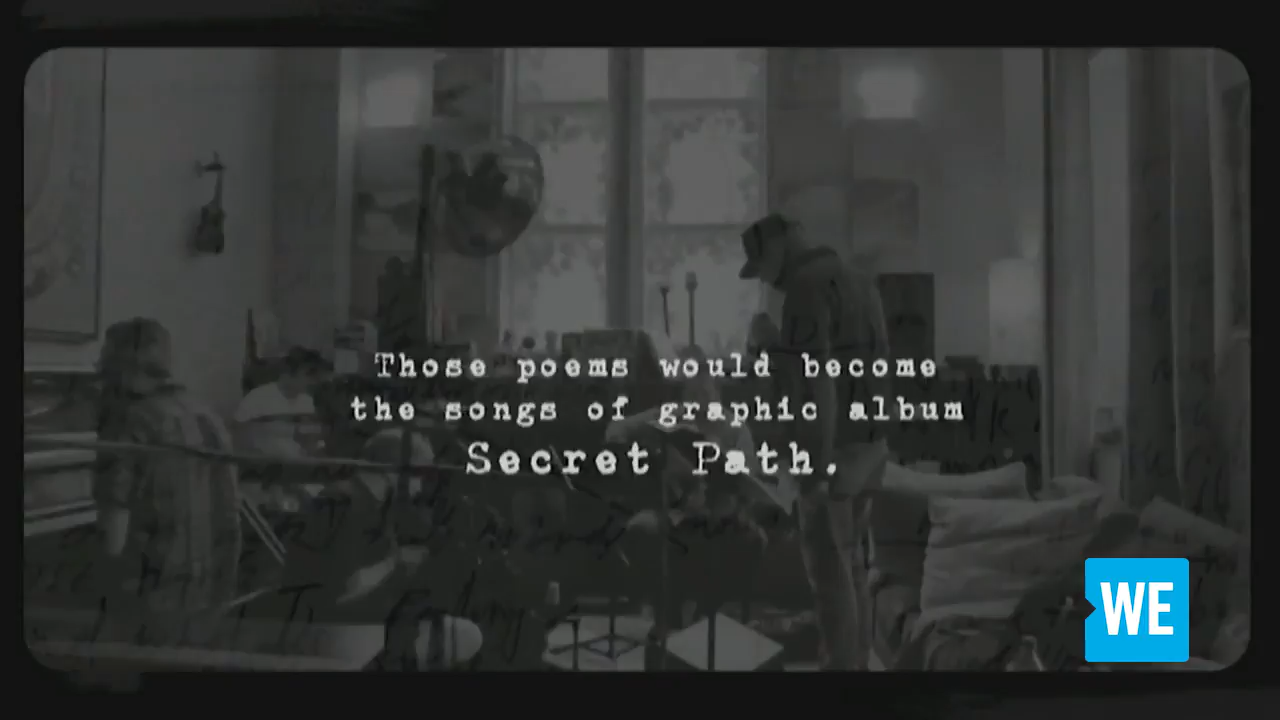 Those poems would become
the songs of graphic album
Secret Path.
WE